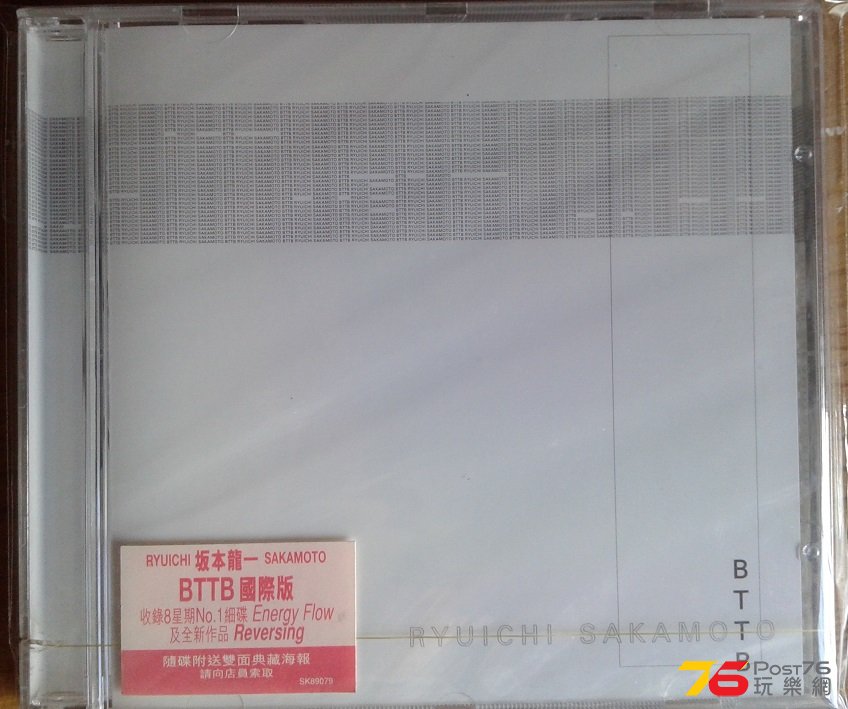 RYUICHI 坂本龍一 SAKAMOTO
BTTB 國際版
收錄8星期No.1細碟 Energy Flow
及全新作品 Reversing
隨碟附送雙面典藏海報
請向店員索取
SK89079
BTTB
RYUICHI SAKAMOTO
76 POST76
玩樂網